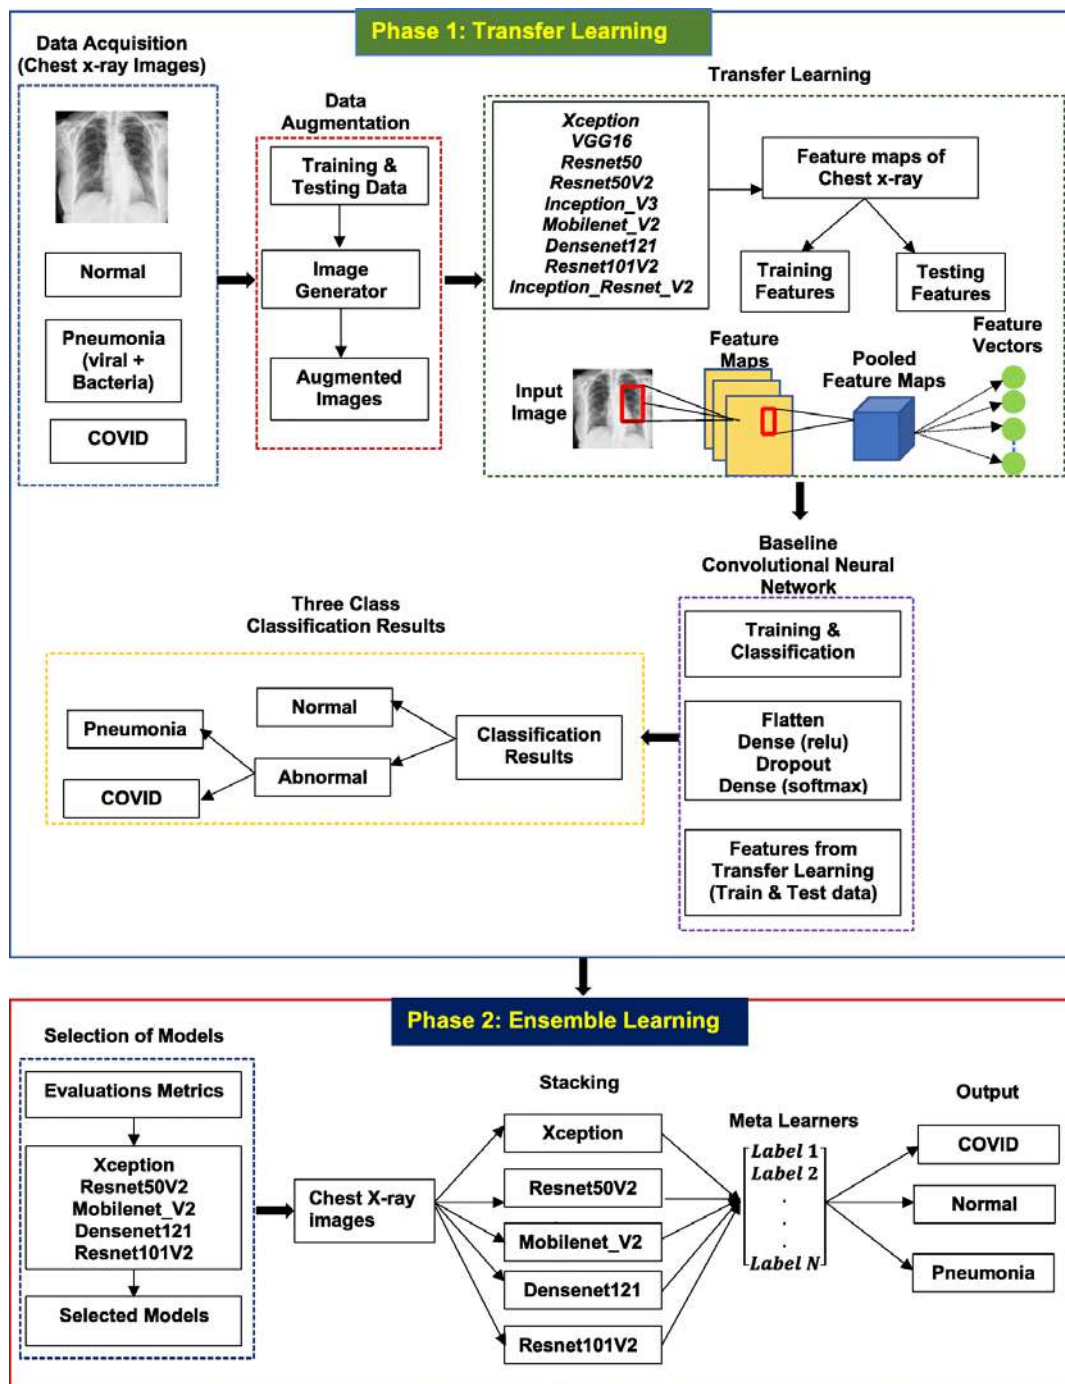 Phase 1: Transfer Learning
Data Acquisition
(Chest x-ray Images)
Normal
Pneumonia
(viral +
Bacteria)
COVID
Data
Augmentation
Training &
Testing Data
Image
Generator
Augmented
Images
Transfer Learning
Xception
VGG16
Resnet50
Resnet50V2
Inception_V3
Mobilenet_V2
Densenet121
Resnet101V2
Inception_Resnet_V2
Feature maps of
Chest x-ray
Training
Features
Testing
Features
Input
Image
Feature
Maps
Pooled
Feature Maps
Feature
Vectors
Baseline
Convolutional Neural
Network
Training &
Classification
Flatten
Dense (relu)
Dropout
Dense (softmax)
Features from
Transfer Learning
(Train & Test data)
Three Class
Classification Results
Classification
Results
Normal
Abnormal
Pneumonia
COVID
Phase 2: Ensemble Learning
Selection of Models
Evaluations Metrics
Xception
Resnet50V2
Mobilenet_V2
Densenet121
Resnet101V2
Selected Models
Chest X-ray
images
Stacking
Xception
Resnet50V2
Mobilenet_V2
Densenet121
Resnet101V2
Meta Learners
Label 1
Label 2
.
.
.
Label N
Output
COVID
Normal
Pneumonia